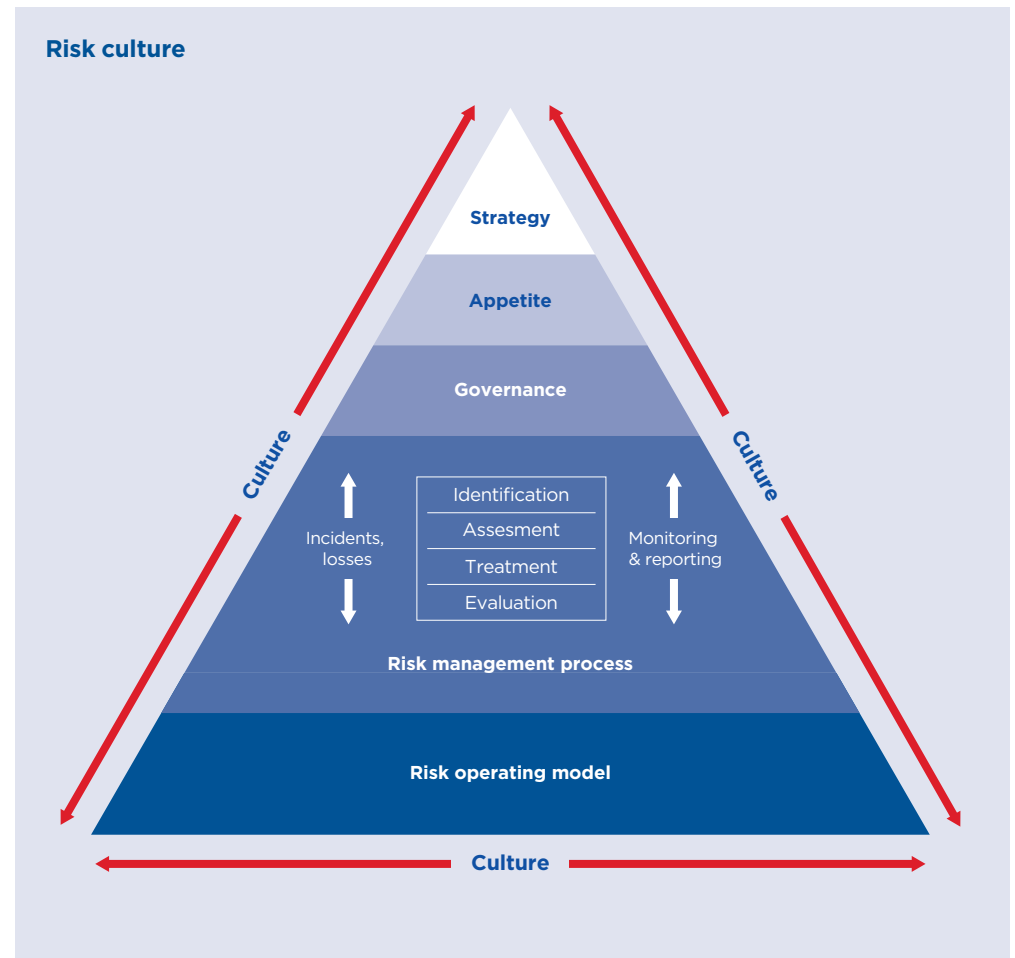 Risk culture
Strategy
Appetite
Governance
Culture
Culture
Identification
Assesment
Treatment
Evaluation
Incidents,
losses
Monitoring
& reporting
Risk management process
Risk operating model
Culture